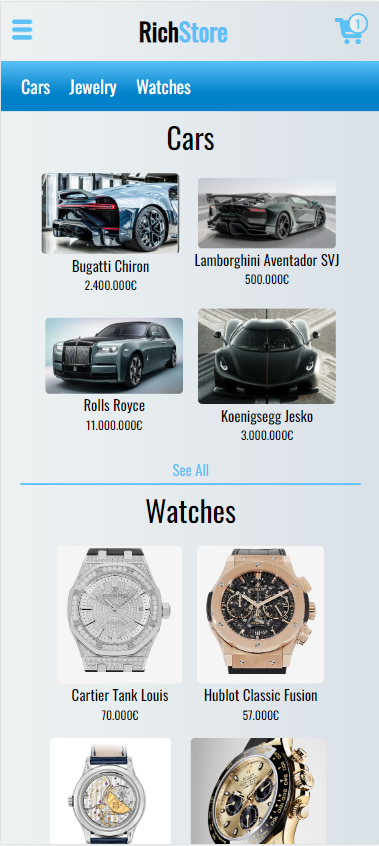 RichStore
1
Cars Jewelry Watches
Cars
Bugatti Chiron
2.400.000€
Lamborghini Aventador SVJ
500.000€
Rolls Royce
11.000.000€
Koenigsegg Jesko
3.000.000€
See All
Watches
Cartier Tank Louis
70.000€
Hublot Classic Fusion
57.000€